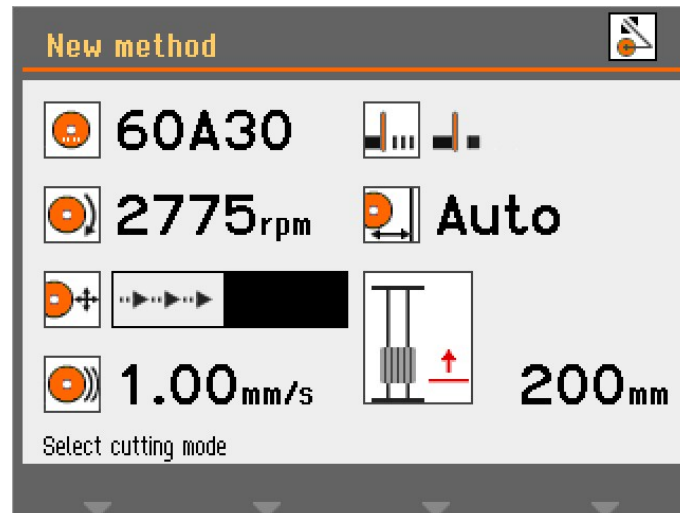 New method
60A30
2775rpm
Auto
1.00mm/s
200mm
Select cutting mode